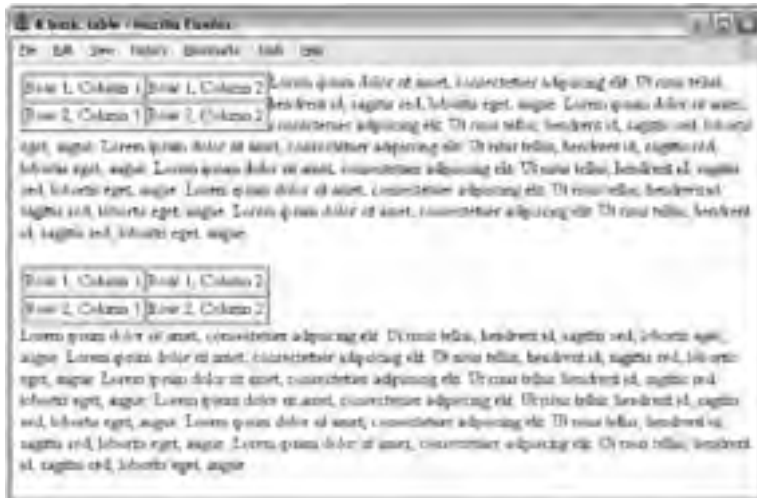 A basic table - Mozilla Firefox
File Edit View History Bookmarks Tools Help
Row 1, Column 1 Row 1, Column 2
Row 2, Column 1 Row 2, Column 2
Lorem ipsum dolor sit amet, consectetuer adipiscing elit. Ut risus tellus,
hendrerit id, sagittis sed, lobortis eget, augue. Lorem ipsum dolor sit amet,
consectetuer adipiscing elit. Ut risus tellus, hendrerit id, sagittis sed, lobortis
eget, augue. Lorem ipsum dolor sit amet, consectetuer adipiscing elit. Ut risus tellus, hendrerit id, sagittis sed,
lobortis eget, augue. Lorem ipsum dolor sit amet, consectetuer adipiscing elit. Ut risus tellus, hendrerit id, sagittis
sed, lobortis eget, augue. Lorem ipsum dolor sit amet, consectetuer adipiscing elit. Ut risus tellus, hendrerit id,
sagittis sed, lobortis eget, augue. Lorem ipsum dolor sit amet, consectetuer adipiscing elit. Ut risus tellus, hendrerit
id, sagittis sed, lobortis eget, augue.
Row 1, Column 1 Row 1, Column 2
Row 2, Column 1 Row 2, Column 2
Lorem ipsum dolor sit amet, consectetuer adipiscing elit. Ut risus tellus, hendrerit id, sagittis sed, lobortis eget,
augue. Lorem ipsum dolor sit amet, consectetuer adipiscing elit. Ut risus tellus, hendrerit id, sagittis sed, lobortis
eget, augue. Lorem ipsum dolor sit amet, consectetuer adipiscing elit. Ut risus tellus, hendrerit id, sagittis sed,
lobortis eget, augue. Lorem ipsum dolor sit amet, consectetuer adipiscing elit. Ut risus tellus, hendrerit id, sagittis
sed, lobortis eget, augue. Lorem ipsum dolor sit amet, consectetuer adipiscing elit. Ut risus tellus, hendrerit id,
sagittis sed, lobortis eget, augue. Lorem ipsum dolor sit amet, consectetuer adipiscing elit. Ut risus tellus, hendrerit
id, sagittis sed, lobortis eget, augue.